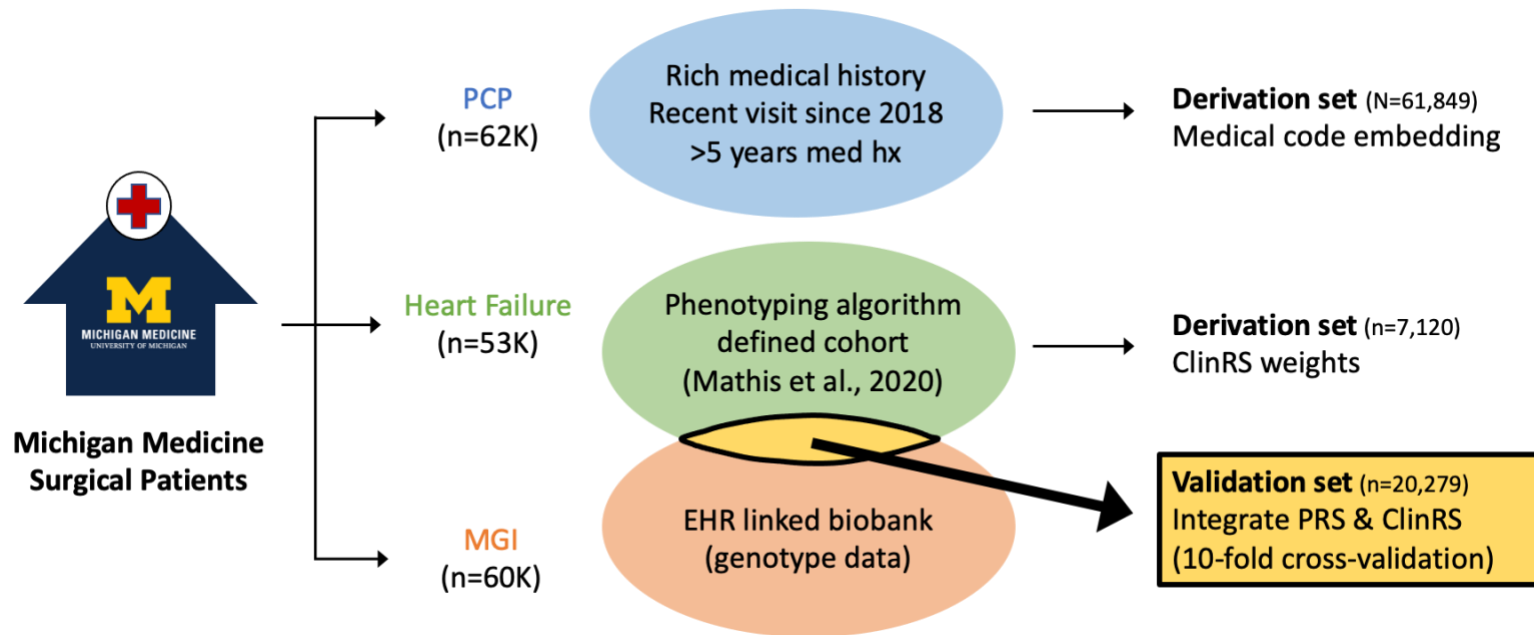 PCP
(n=62K)
Rich medical history
Recent visit since 2018
>5 years med hx
Derivation set (N=61,849)
Medical code embedding
M
MICHIGAN MEDICINE
UNIVERSITY OF MICHIGAN
Michigan Medicine
Surgical Patients
Heart Failure
(n=53K)
Phenotyping algorithm
defined cohort
(Mathis et al., 2020)
Derivation set (n=7,120)
ClinRS weights
MGI
(n=60K)
EHR linked biobank
(genotype data)
Validation set (n=20,279)
Integrate PRS & ClinRS
(10-fold cross-validation)